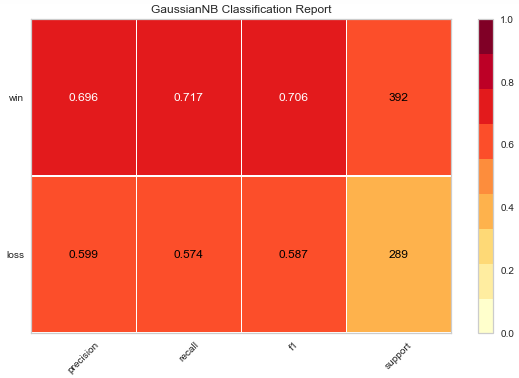 GaussianNB Classification Report
win 0.696 0.717 0.706 392
loss 0.599 0.574 0.587 289
precision recall f1 support
1.0
0.8
0.6
0.4
0.2
0.0